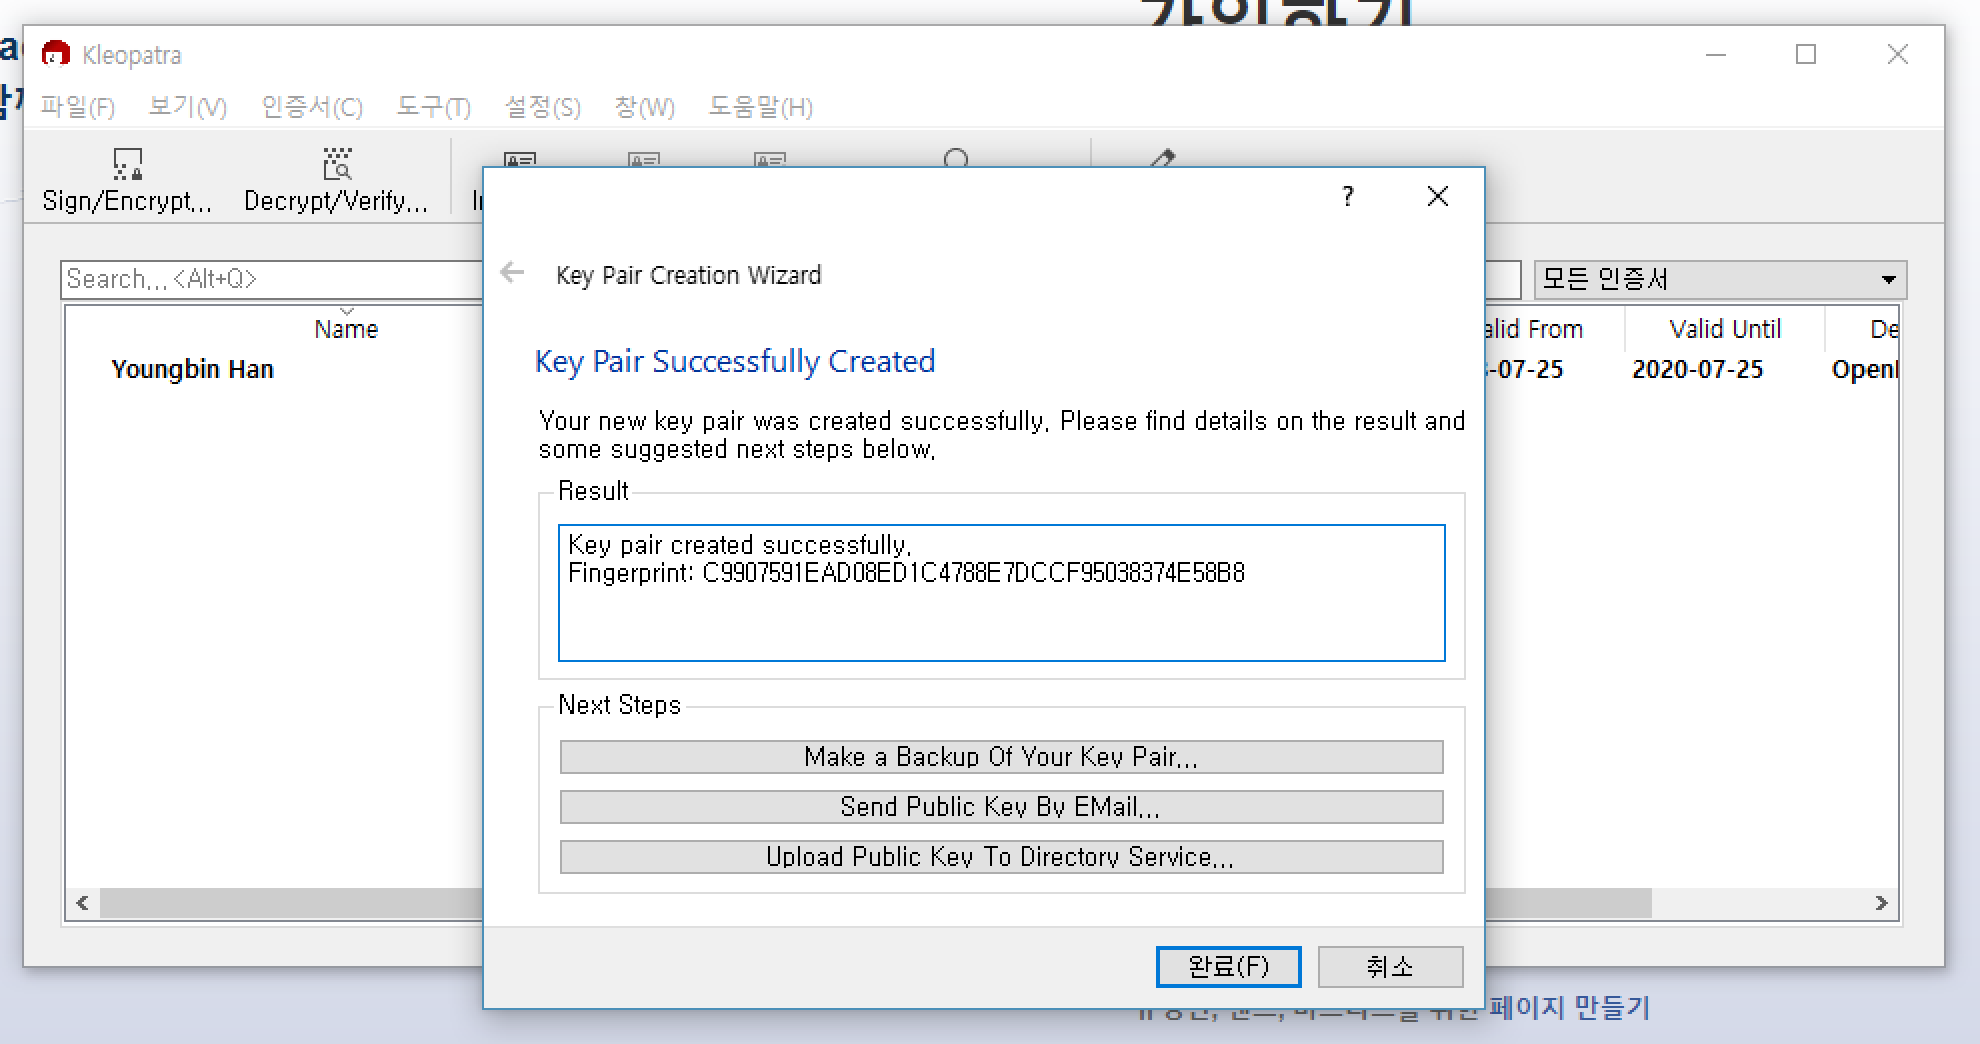 가입하기
Kleopatra
파일(F) 보기(V) 인증서(C) 도구(T) 설정(S) 창(W) 도움말(H)
Sign/Encrypt... Decrypt/Verify...
?
Key Pair Creation Wizard
Search...<Alt+Q>
모든 인증서
Name
Valid Until
Youngbin Han
-07-25
2020-07-25
Key Pair Successfully Created
Your new key pair was created successfully. Please find details on the result and
some suggested next steps below.
Result
Key pair created successfully.
Fingerprint: C9907591EAD08ED1C4788E7DCCF95038374E58B8
Next Steps
Make a Backup Of Your Key Pair...
Send Public Key By EMail...
Upload Public Key To Directory Service...
완료(F) 취소
페이지 만들기